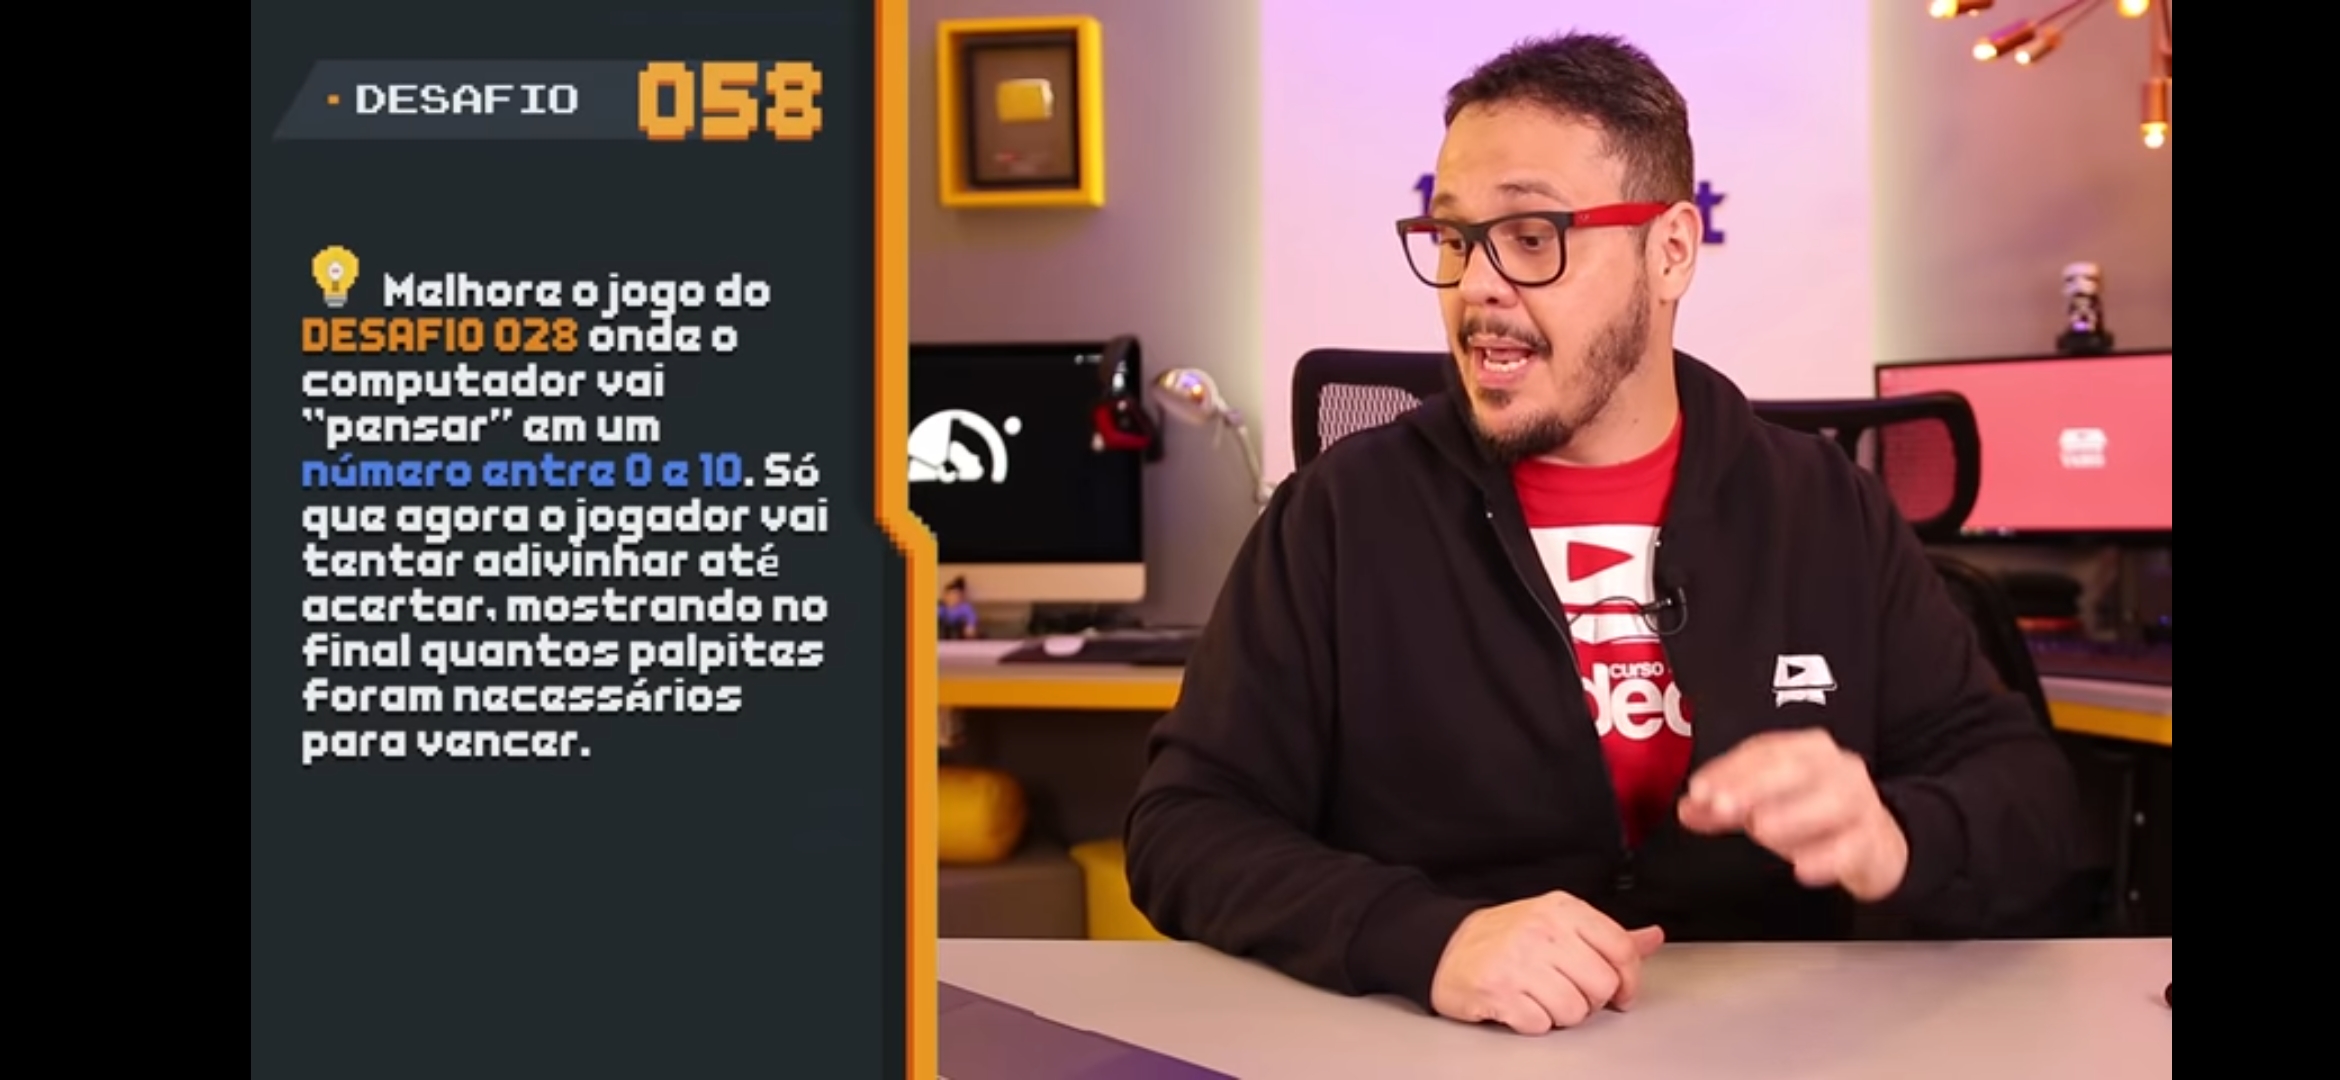 DESAFIO 058
Melhore o jogo do
DESAFIO 028 onde o
computador vai
“pensar” em um
número entre 0 e 10. Só
que agora o jogador vai
tentar adivinhar até
acertar, mostrando no
final quantos palpites
foram necessários
para vencer.
curso